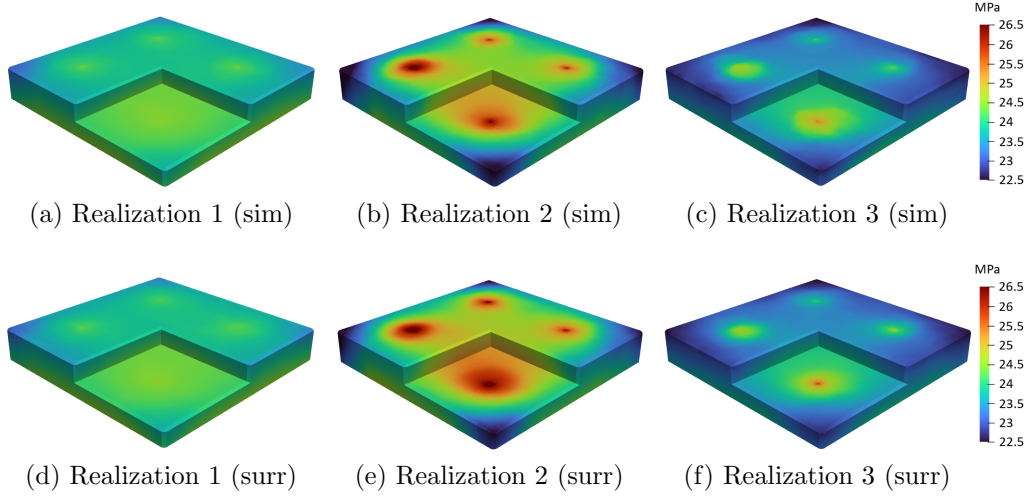 MPa
26.5
26
25.5
25
24.5
24
23.5
23
22.5
(a) Realization 1 (sim)
(b) Realization 2 (sim)
(c) Realization 3 (sim)
MPa
26.5
26
25.5
25
24.5
24
23.5
23
22.5
(d) Realization 1 (surr)
(e) Realization 2 (surr)
(f) Realization 3 (surr)